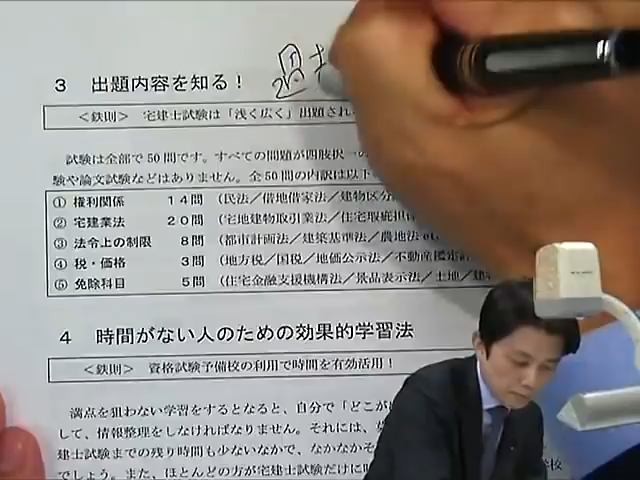 過
3 出題内容を知る！
＜鉄則＞ 宅建士試験は「浅く広く」出題され
試験は全部で50問です。すべての問題が四肢択一の
験や論文試験などはありません。全50問の内訳は以下
① 権利関係 14問 （民法／借地借家法／建物区分
② 宅建業法 20問 （宅地建物取引業法／住宅瑕疵担保
③ 法令上の制限 8問 （都市計画法／建築基準法／農地法 etc
④ 税・価格 3問 （地方税／国税／地価公示法／不動産鑑定
⑤ 免除科目 5問 （住宅金融支援機構法／景品表示法／土地／建
4 時間がない人のための効果的学習法
＜鉄則＞ 資格試験予備校の利用で時間を有効活用！
満点を狙わない学習をするとなると、自分で「どこが
して、情報整理をしなければなりません。それには、
建士試験までの残り時間も少ないなかで、なかなかそ
でしょう。また、ほとんどの方が宅建士試験だけに